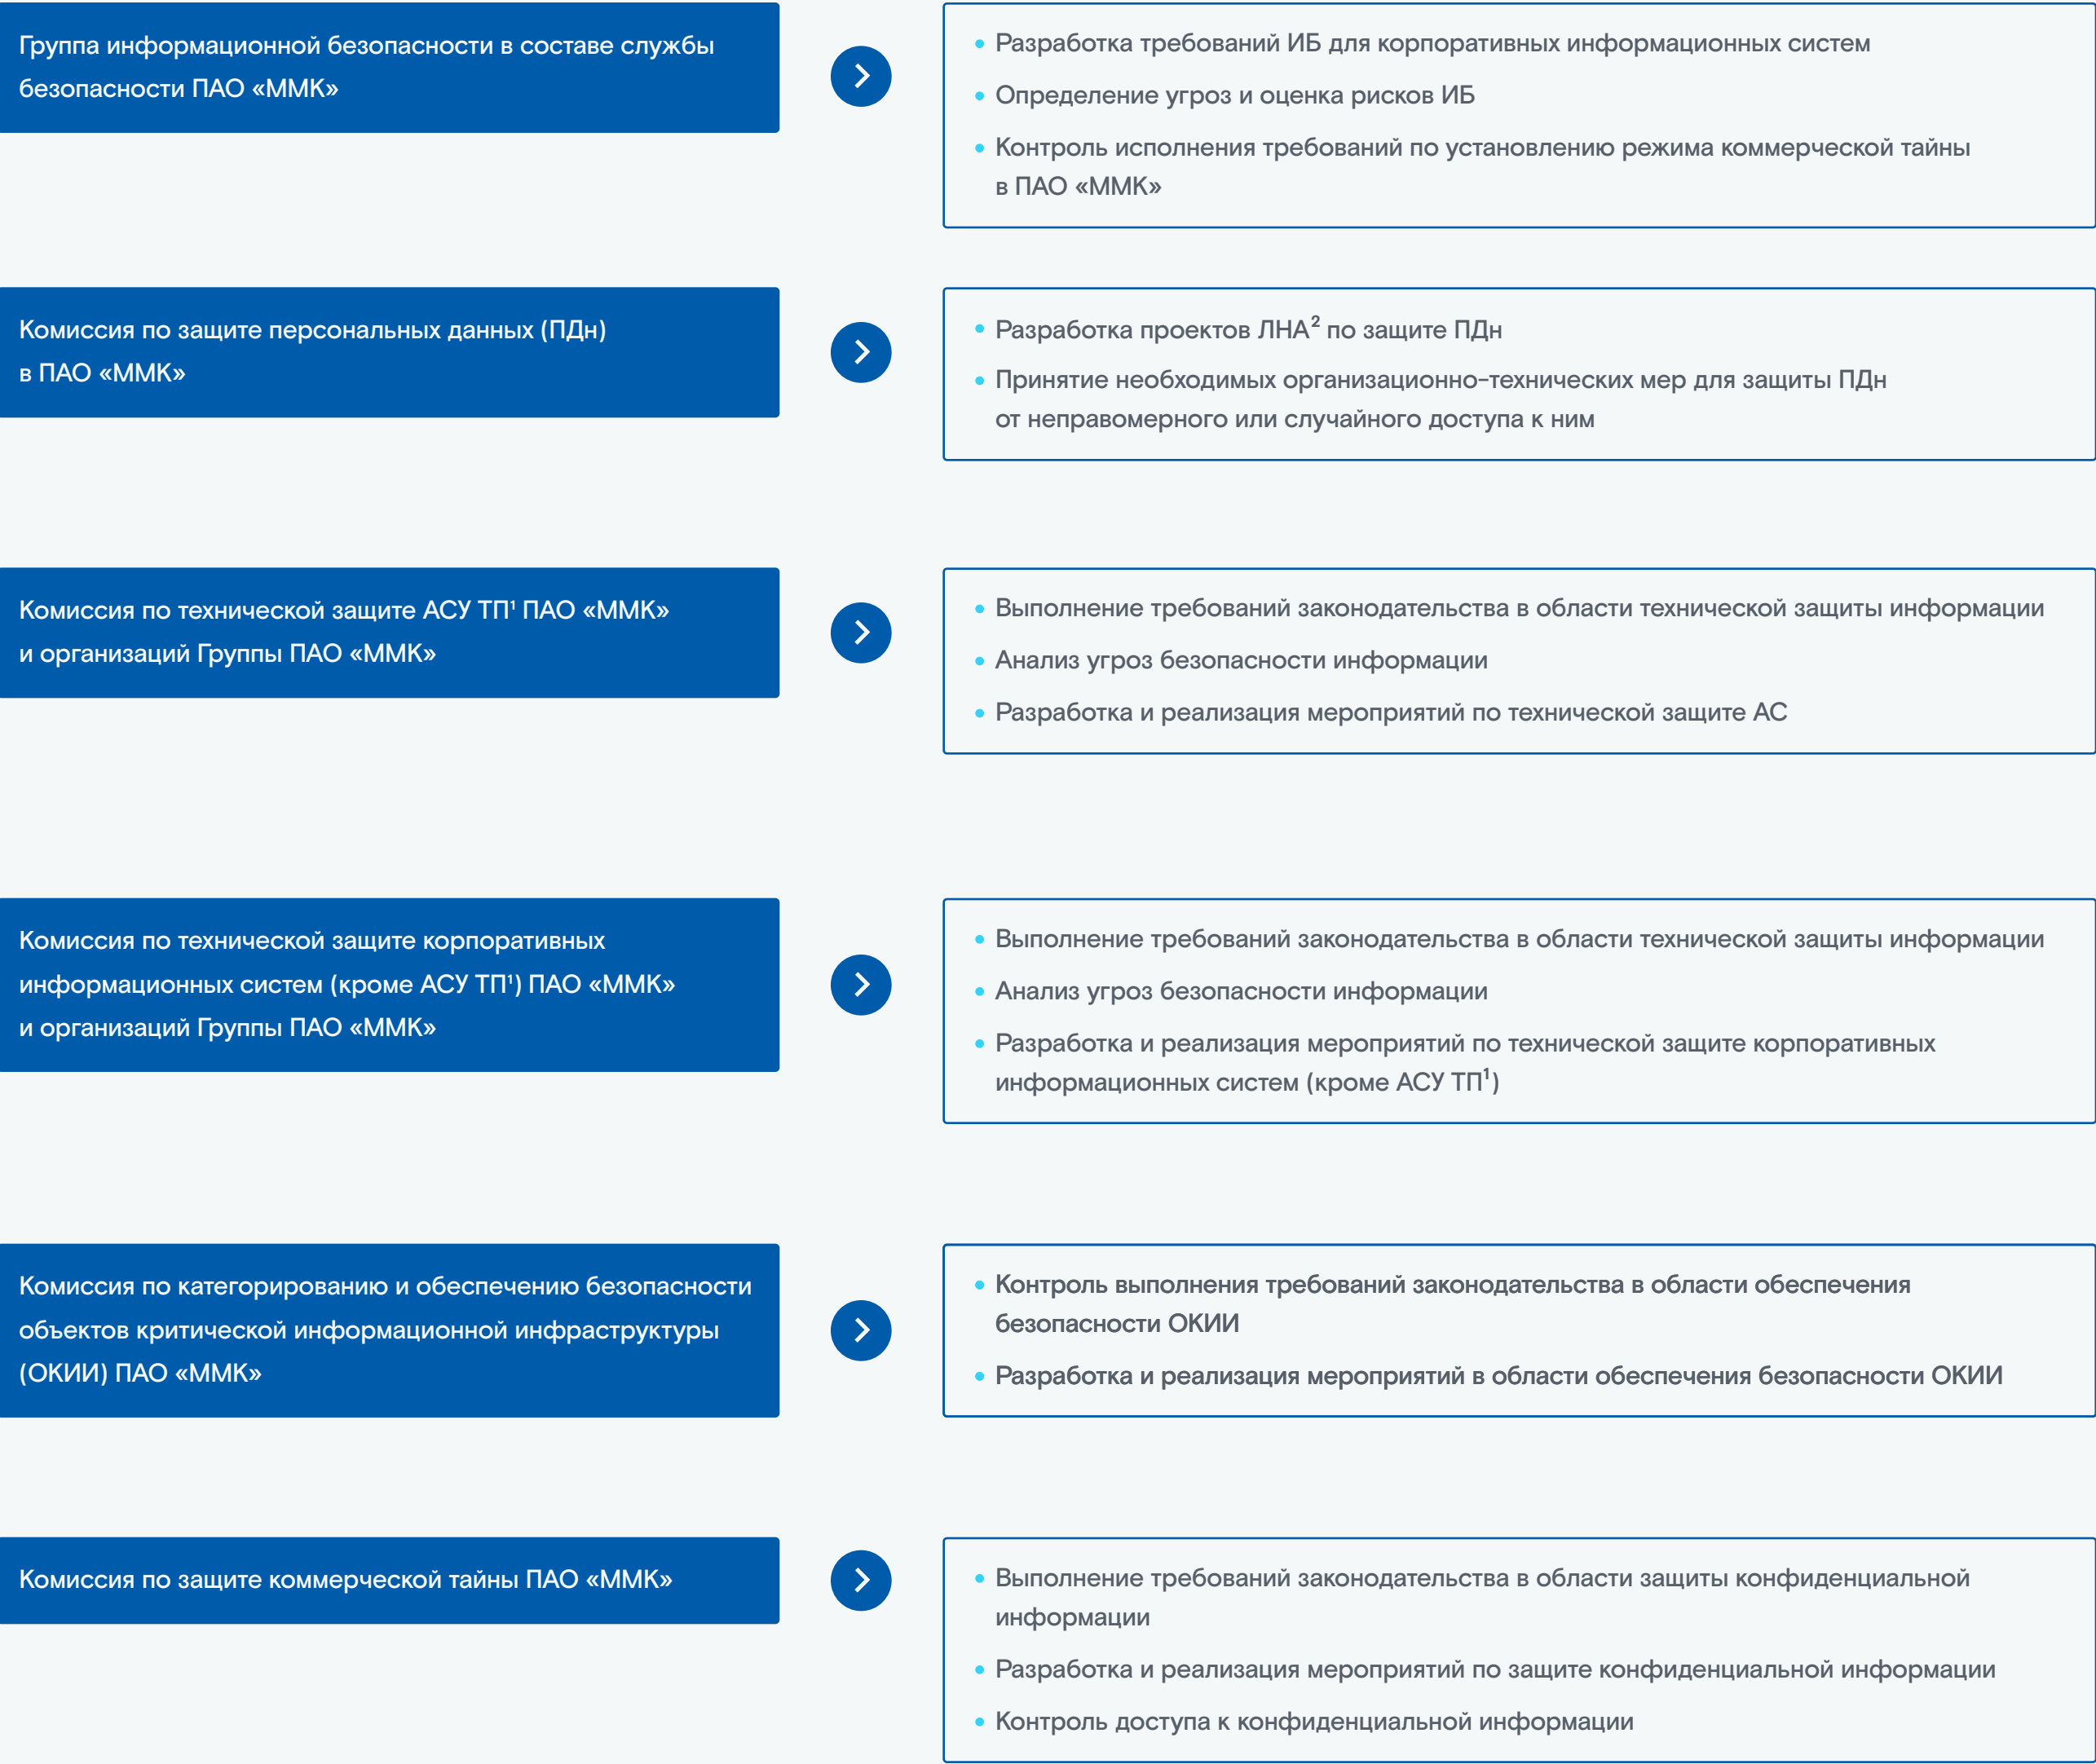 Группа информационной безопасности в составе службы
безопасности ПАО «ММК»
• Разработка требований ИБ для корпоративных информационных систем
• Определение угроз и оценка рисков ИБ
• Контроль исполнения требований по установлению режима коммерческой тайны
в ПАО «ММК»
Комиссия по защите персональных данных (ПДн)
в ПАО «ММК»
• Разработка проектов ЛНА² по защите ПДн
• Принятие необходимых организационно-технических мер для защиты ПДн
от неправомерного или случайного доступа к ним
Комиссия по технической защите АСУ ТП¹ ПАО «ММК»
и организаций Группы ПАО «ММК»
• Выполнение требований законодательства в области технической защиты информации
• Анализ угроз безопасности информации
• Разработка и реализация мероприятий по технической защите АС
Комиссия по технической защите корпоративных
информационных систем (кроме АСУ ТП¹) ПАО «ММК»
и организаций Группы ПАО «ММК»
• Выполнение требований законодательства в области технической защиты информации
• Анализ угроз безопасности информации
• Разработка и реализация мероприятий по технической защите корпоративных
информационных систем (кроме АСУ ТП¹)
Комиссия по категорированию и обеспечению безопасности
объектов критической информационной инфраструктуры
(ОКИИ) ПАО «ММК»
• Контроль выполнения требований законодательства в области обеспечения
безопасности ОКИИ
• Разработка и реализация мероприятий в области обеспечения безопасности ОКИИ
Комиссия по защите коммерческой тайны ПАО «ММК»
• Выполнение требований законодательства в области защиты конфиденциальной
информации
• Разработка и реализация мероприятий по защите конфиденциальной информации
• Контроль доступа к конфиденциальной информации